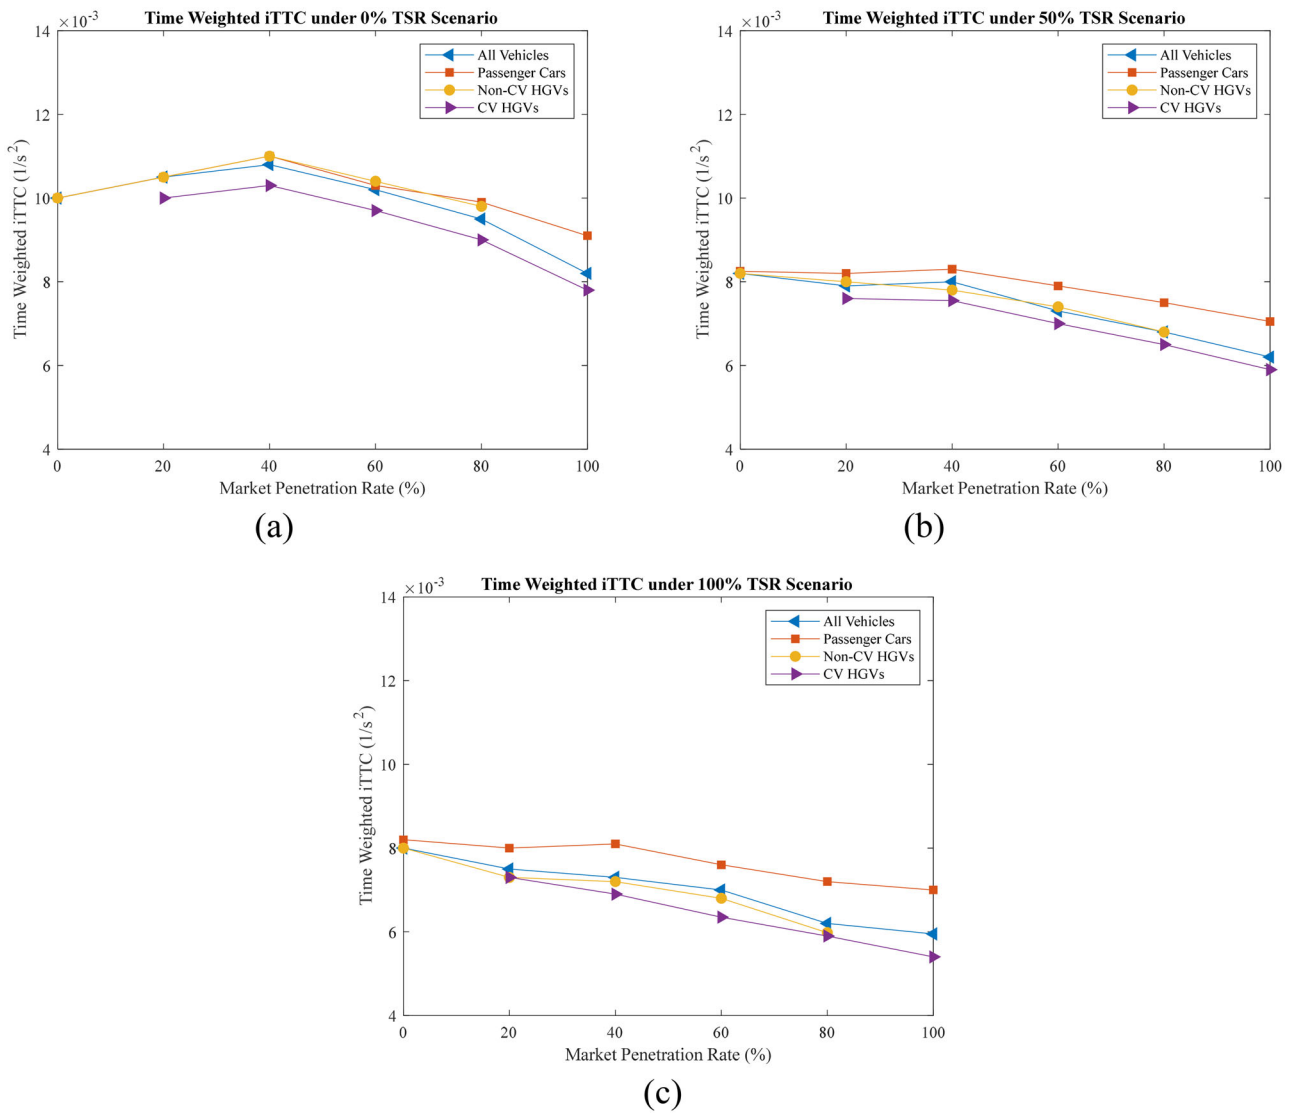 Time Weighted iTTC under 0% TSR Scenario
×10-3
14
12
10
8
6
4
Time Weighted iTTC (1/s2)
All Vehicles
Passenger Cars
Non-CV HGVs
CV HGVs
0 20 40 60 80 100
Market Penetration Rate (%)
(a)
Time Weighted iTTC under 50% TSR Scenario
×10-3
14
12
10
8
6
4
Time Weighted iTTC (1/s2)
All Vehicles
Passenger Cars
Non-CV HGVs
CV HGVs
0 20 40 60 80 100
Market Penetration Rate (%)
(b)
Time Weighted iTTC under 100% TSR Scenario
×10-3
14
12
10
8
6
4
Time Weighted iTTC (1/s2)
All Vehicles
Passenger Cars
Non-CV HGVs
CV HGVs
0 20 40 60 80 100
Market Penetration Rate (%)
(c)